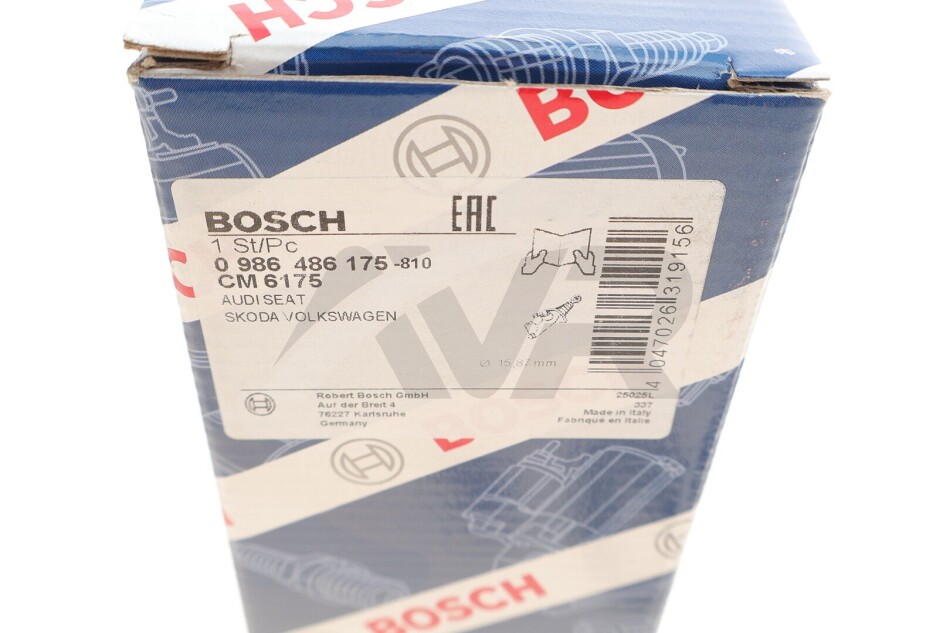 BOSCH
BOSCH EAC
1 St/Pc
0 986 486 175 -810
CM 6175
AUDI SEAT
SKODA VOLKSWAGEN
Ø 15,87 mm
4 047026 319156
Robert Bosch GmbH
Auf der Breit 4
76227 Karlsruhe
Germany
25025L
337
Made in Italy
Fabriqué en Italie
BOSCH